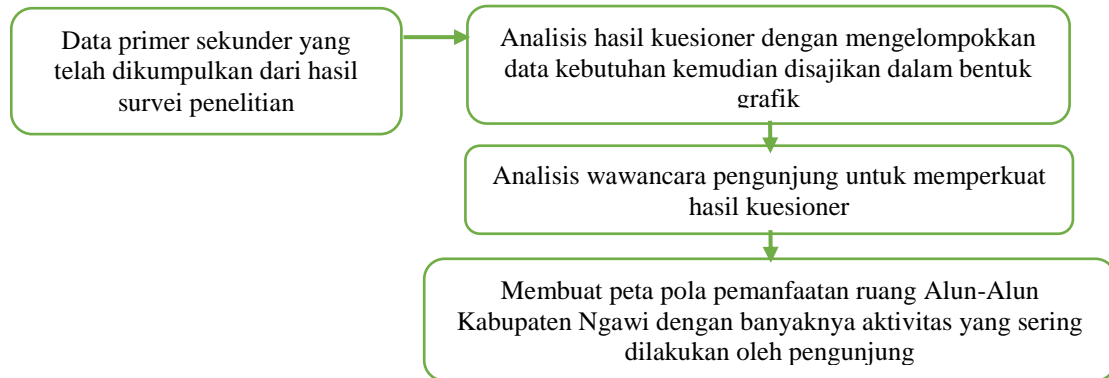 Data primer sekunder yang
telah dikumpulkan dari hasil
survei penelitian
Analisis hasil kuesioner dengan mengelompokkan
data kebutuhan kemudian disajikan dalam bentuk
grafik
Analisis wawancara pengunjung untuk memperkuat
hasil kuesioner
Membuat peta pola pemanfaatan ruang Alun-Alun
Kabupaten Ngawi dengan banyaknya aktivitas yang sering
dilakukan oleh pengunjung